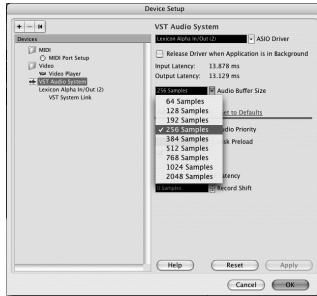 Device Setup
+ − |◀
Devices
MIDI
MIDI Port Setup
Video
Video Player
VST Audio System
Lexicon Alpha In/Out (2)
VST System Link
VST Audio System
Lexicon Alpha In/Out (2) ASIO Driver
Release Driver when Application is in Background
Input Latency: 13.878 ms
Output Latency: 13.129 ms
256 Samples Audio Buffer Size
64 Samples
128 Samples
192 Samples
✓ 256 Samples
384 Samples
512 Samples
768 Samples
1024 Samples
2048 Samples
et to Defaults
udio Priority
sk Preload
atency
0 Samples Record Shift
Help Reset Apply
Cancel OK